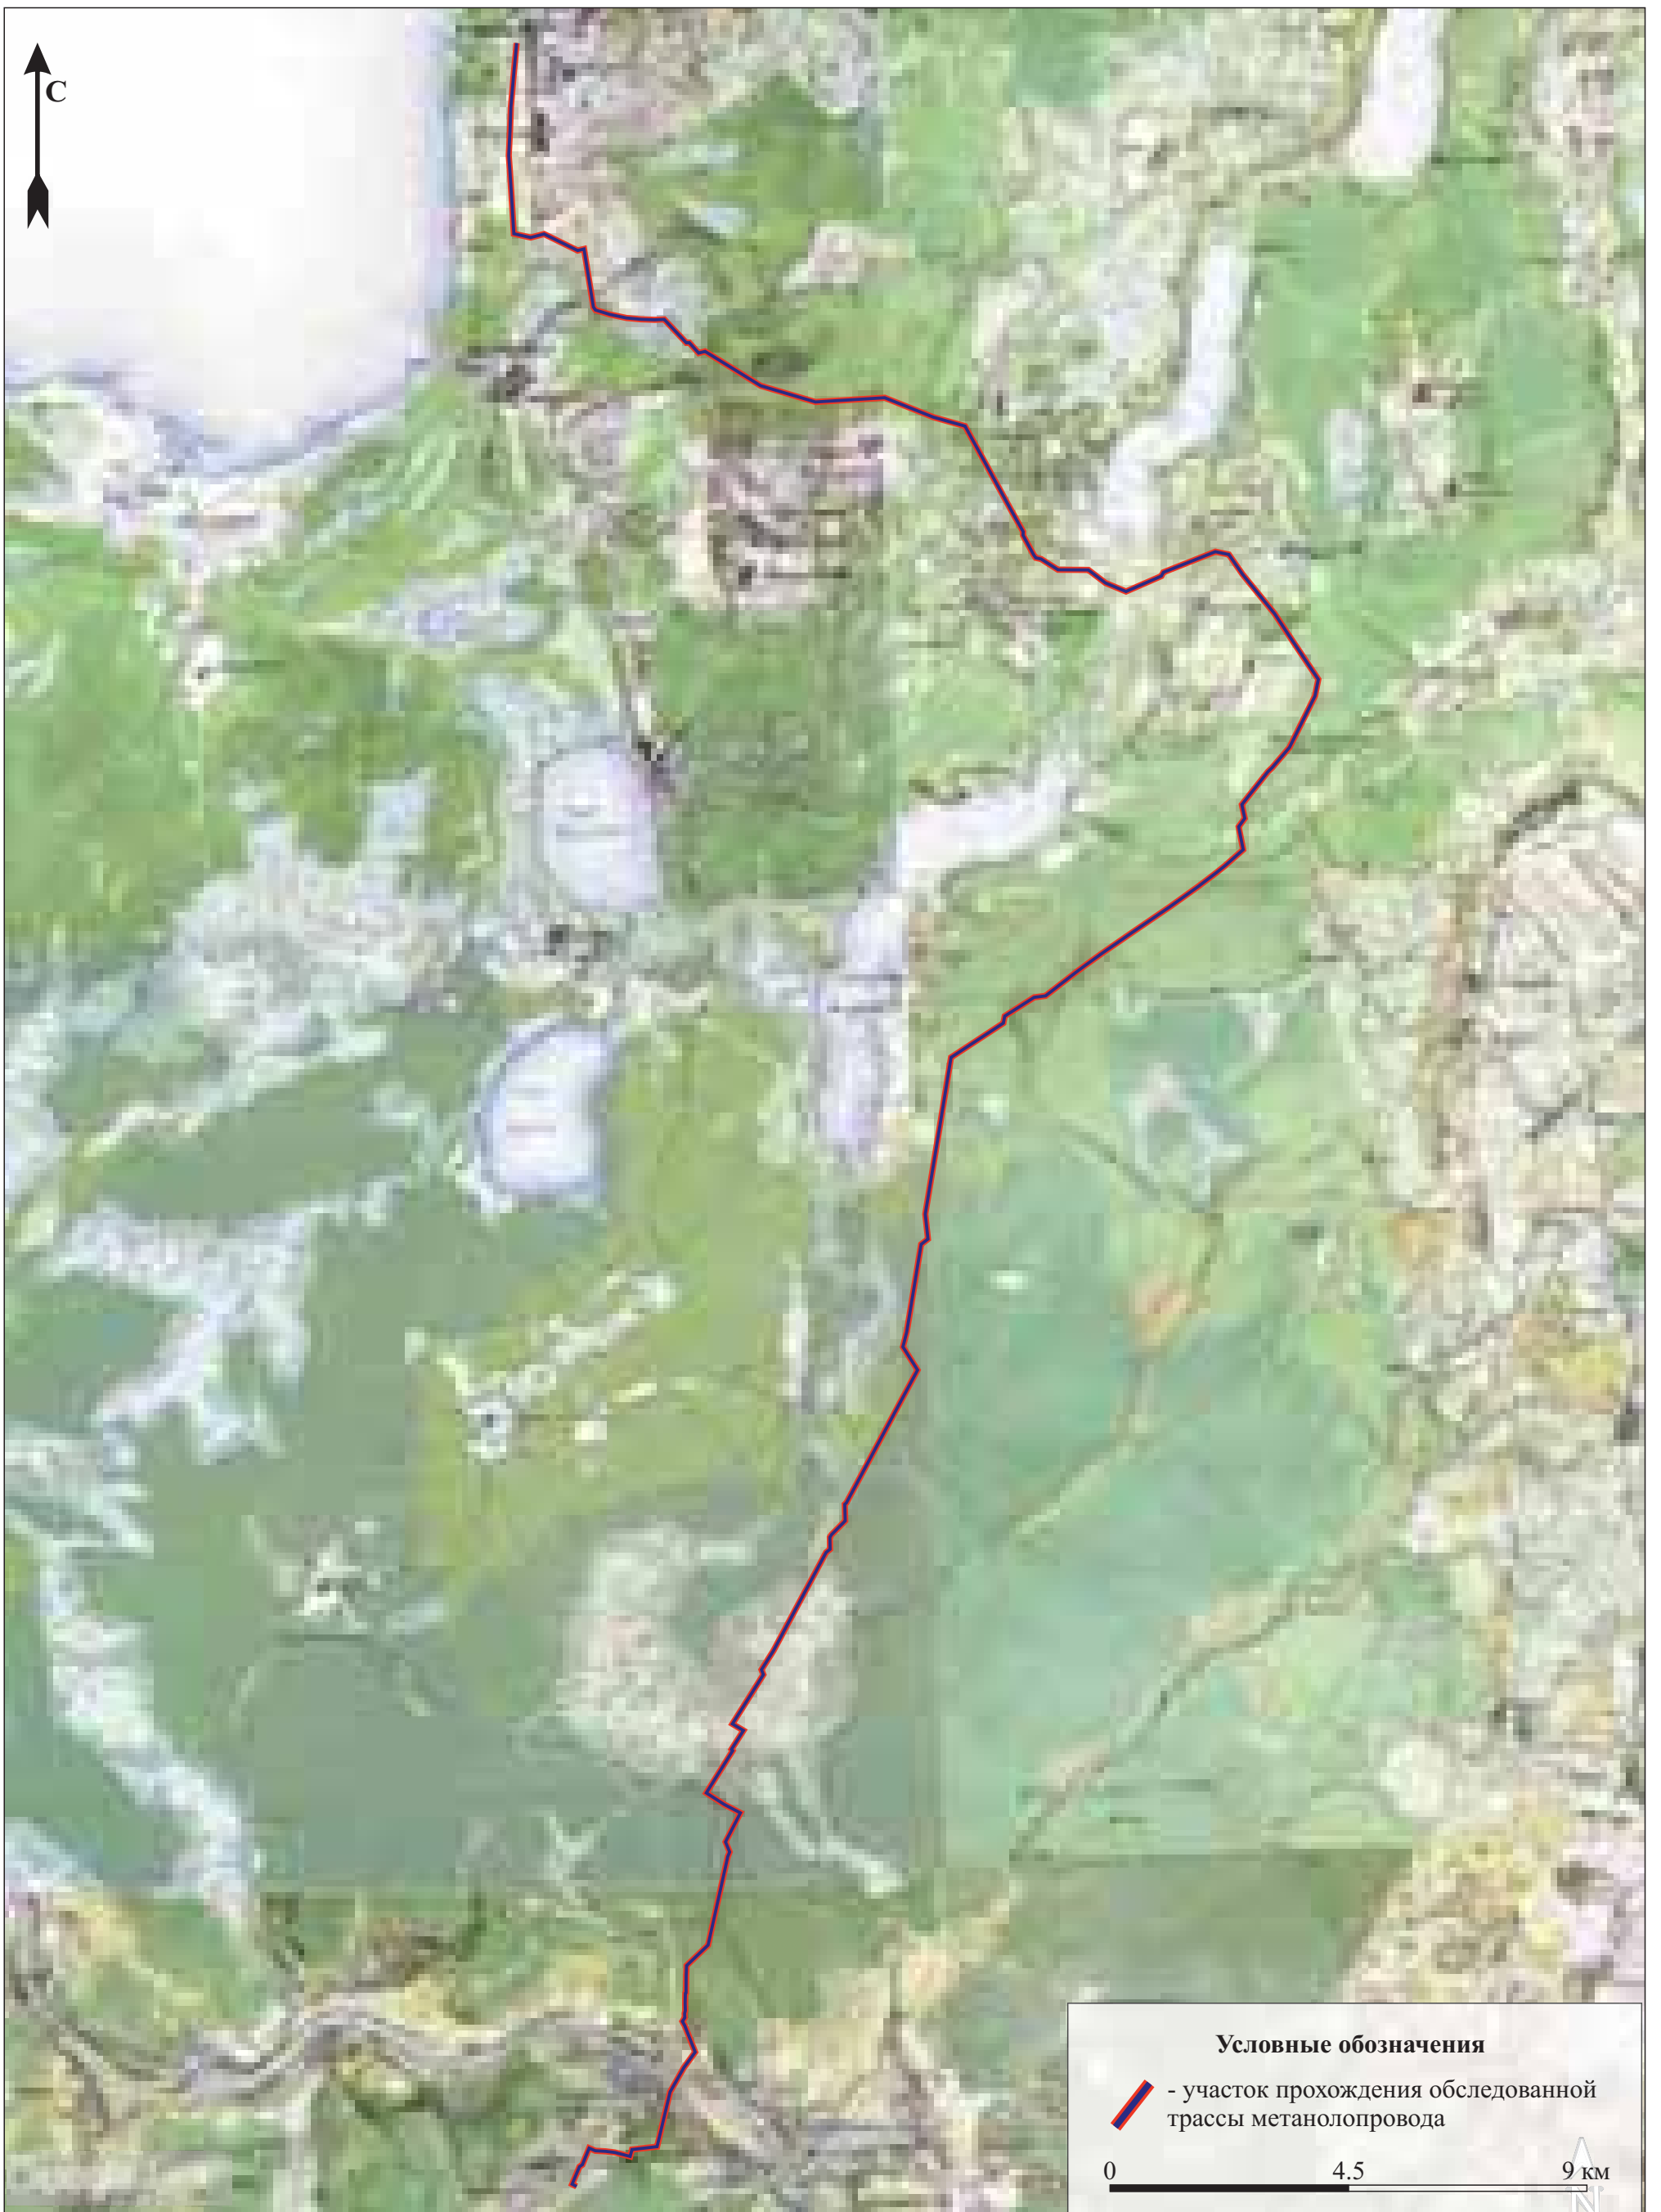 С
Условные обозначения
- участок прохождения обследованной
трассы метанолопровода
0 4.5 9 км